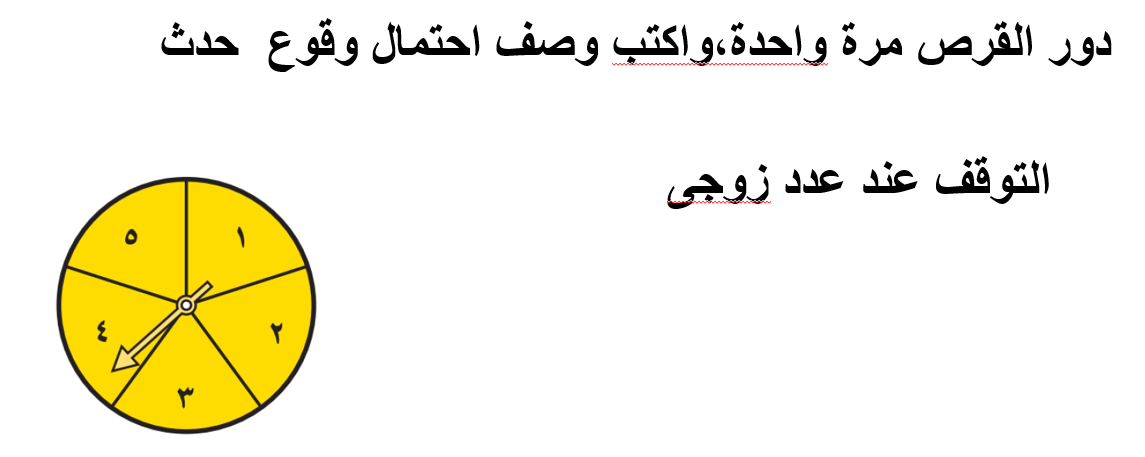 دور القرص مرة واحدة،واكتب وصف احتمال وقوع حدث
التوقف عند عدد زوجى
٥
١
٤
٢
٣